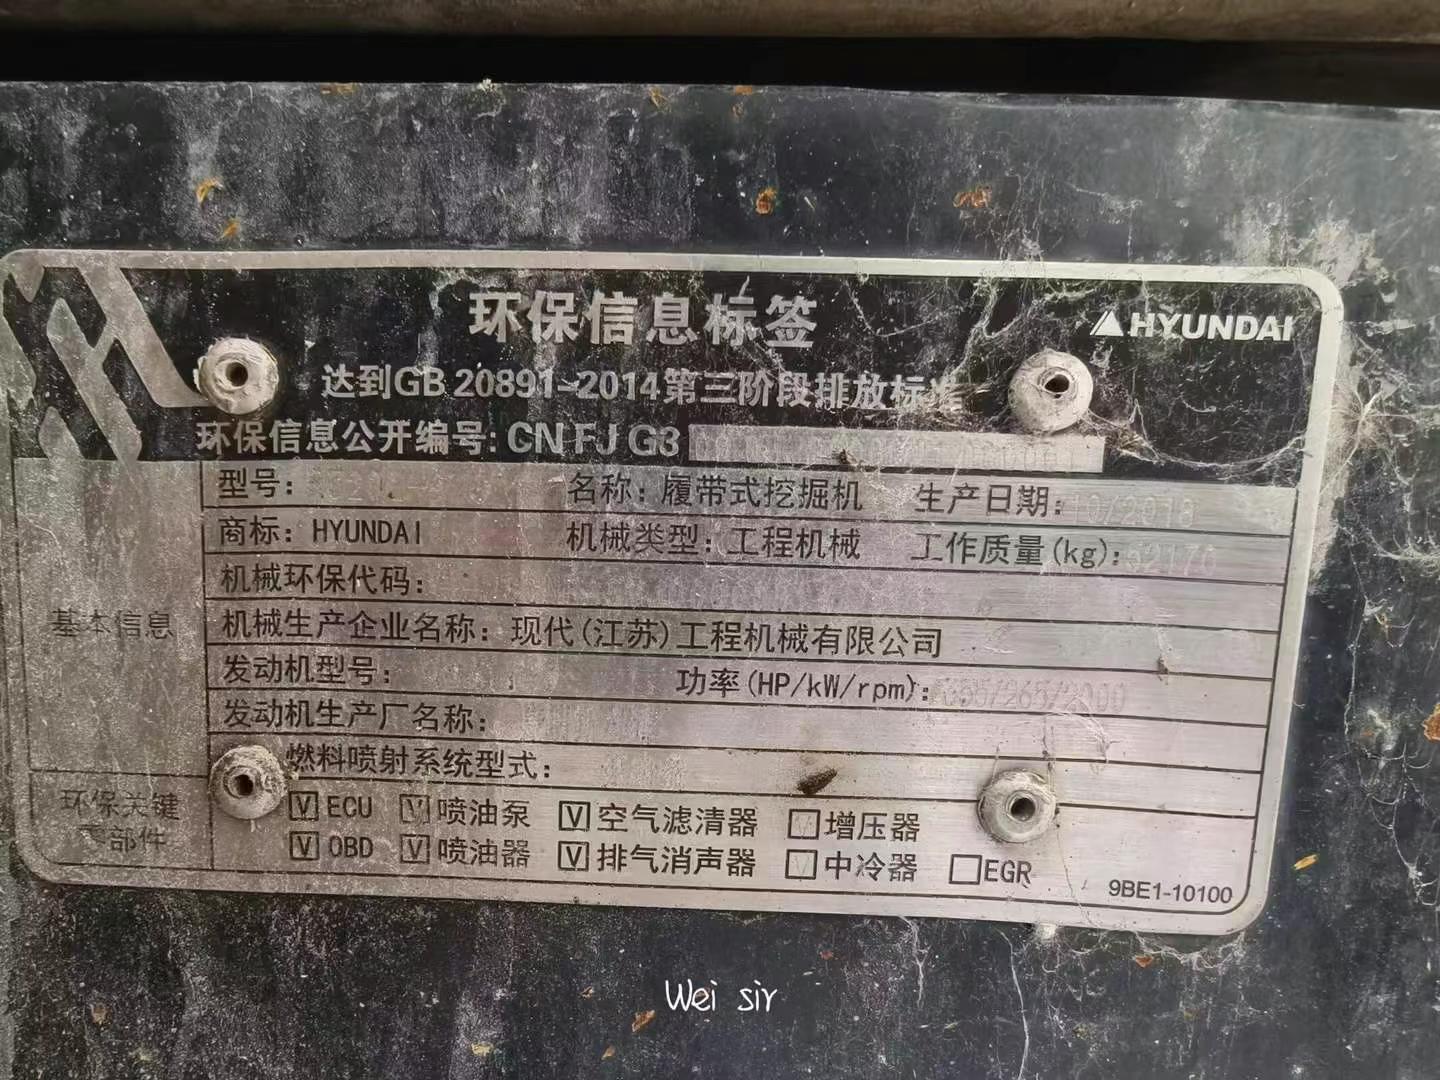 环保信息标签
HYUNDAI
达到GB 20891-2014第三阶段排放标准
环保信息公开编号: CN FJ G3
型号: 名称: 履带式挖掘机 生产日期: 10/2018
商标: HYUNDAI 机械类型: 工程机械 工作质量(kg):
机械环保代码:
基本信息
机械生产企业名称: 现代(江苏)工程机械有限公司
发动机型号: 功率(HP/kW/rpm): 355/265/2000
发动机生产厂名称:
燃料喷射系统型式:
环保关键
零部件
V ECU V 喷油泵 V 空气滤清器 V 增压器
V OBD V 喷油器 V 排气消声器 V 中冷器 EGR
9BE1-10100
Wei sir